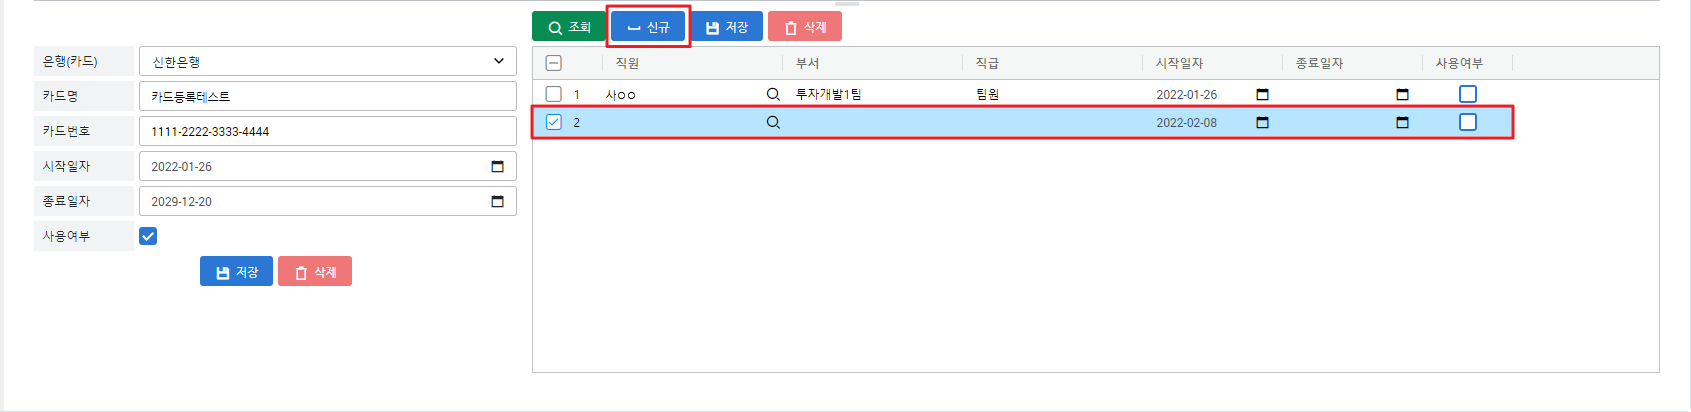 조회 신규 저장 삭제
은행(카드) 신한은행
카드명 카드등록테스트
카드번호 1111-2222-3333-4444
시작일자 2022-01-26
종료일자 2029-12-20
사용여부
저장 삭제
직원 부서 직급 시작일자 종료일자 사용여부
1 사○○ 투자개발1팀 팀원 2022-01-26
2 2022-02-08